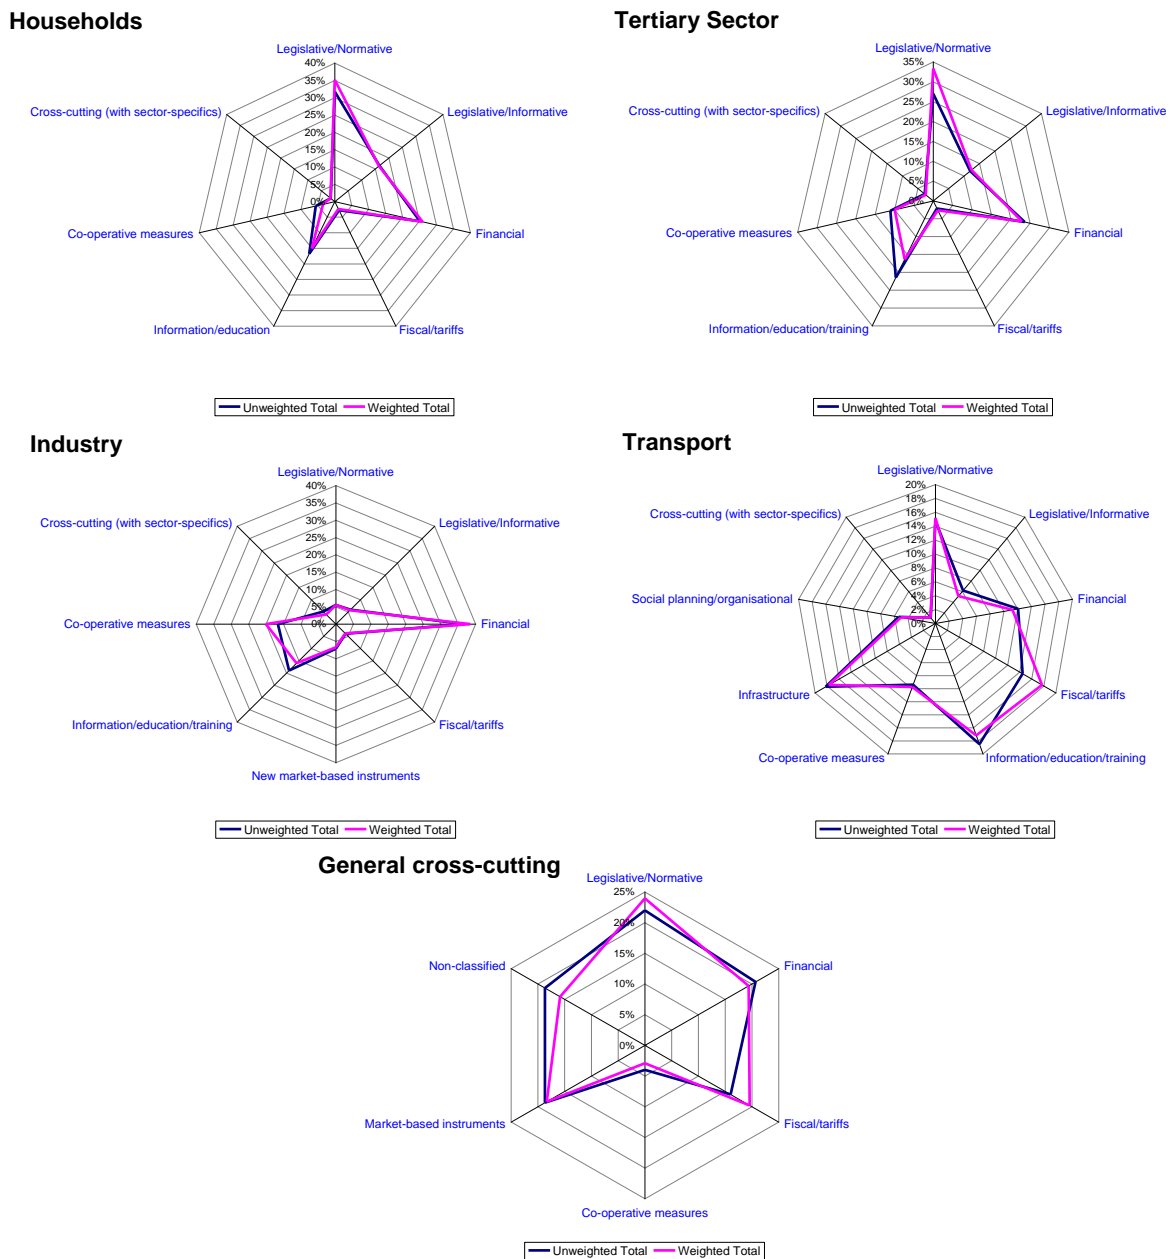 Households
Legislative/Normative
40%
35%
30%
25%
20%
15%
10%
5%
0%
Cross-cutting (with sector-specifics)
Legislative/Informative
Co-operative measures
Financial
Information/education
Fiscal/tariffs
Unweighted Total Weighted Total
Tertiary Sector
Legislative/Normative
35%
30%
25%
20%
15%
10%
5%
0%
Cross-cutting (with sector-specifics)
Legislative/Informative
Co-operative measures
Financial
Information/education/training
Fiscal/tariffs
Unweighted Total Weighted Total
Industry
Legislative/Normative
40%
35%
30%
25%
20%
15%
10%
5%
0%
Cross-cutting (with sector-specifics)
Legislative/Informative
Co-operative measures
Financial
Information/education/training
Fiscal/tariffs
New market-based instruments
Unweighted Total Weighted Total
Transport
Legislative/Normative
20%
18%
16%
14%
12%
10%
8%
6%
4%
2%
0%
Cross-cutting (with sector-specifics)
Legislative/Informative
Social planning/organisational
Financial
Infrastructure
Fiscal/tariffs
Co-operative measures
Information/education/training
Unweighted Total Weighted Total
General cross-cutting
Legislative/Normative
25%
20%
15%
10%
5%
0%
Non-classified
Financial
Market-based instruments
Fiscal/tariffs
Co-operative measures
Unweighted Total Weighted Total